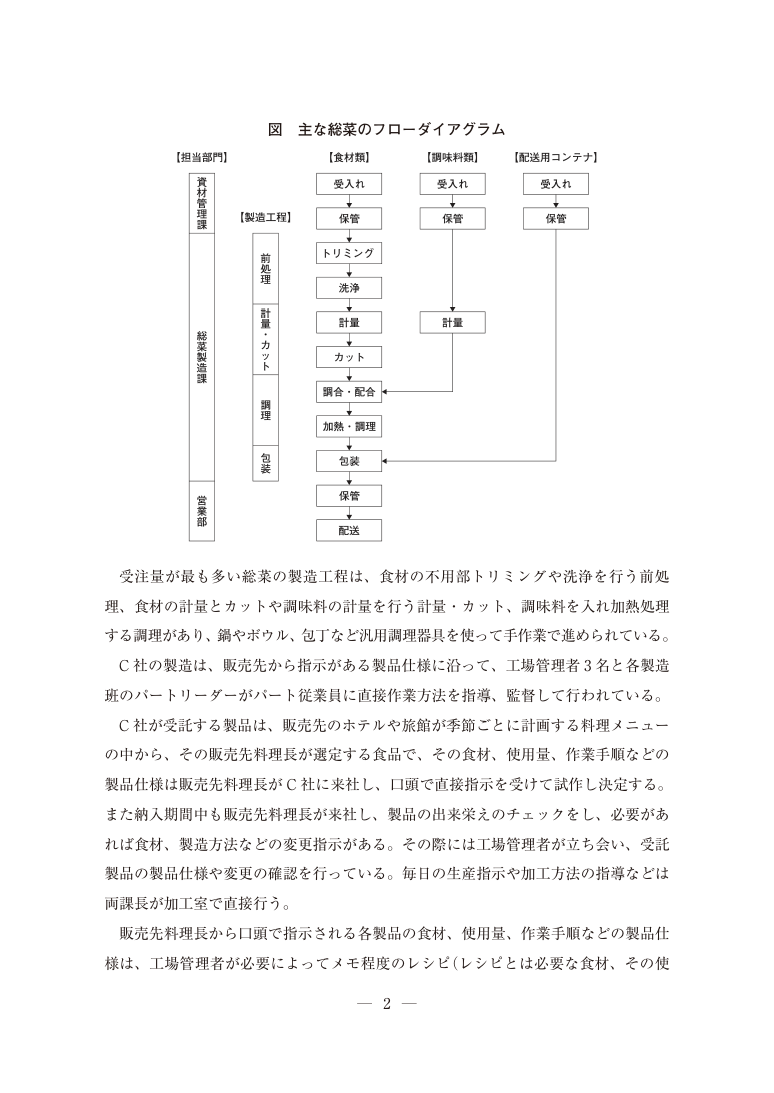 図　主な総菜のフローダイアグラム
【担当部門】
【食材類】
【調味料類】
【配送用コンテナ】
資材管理課
受入れ
受入れ
受入れ
【製造工程】
保管
保管
保管
総菜製造課
前処理
トリミング
洗浄
計量・カット
計量
計量
カット
調理
調合・配合
加熱・調理
包装
包装
営業部
保管
配送
受注量が最も多い総菜の製造工程は、食材の不用部トリミングや洗浄を行う前処
理、食材の計量とカットや調味料の計量を行う計量・カット、調味料を入れ加熱処理
する調理があり、鍋やボウル、包丁など汎用調理器具を使って手作業で進められている。
C 社の製造は、販売先から指示がある製品仕様に沿って、工場管理者 3 名と各製造
班のパートリーダーがパート従業員に直接作業方法を指導、監督して行われている。
C 社が受託する製品は、販売先のホテルや旅館が季節ごとに計画する料理メニュー
の中から、その販売先料理長が選定する食品で、その食材、使用量、作業手順などの
製品仕様は販売先料理長が C 社に来社し、口頭で直接指示を受けて試作し決定する。
また納入期間中も販売先料理長が来社し、製品の出来栄えのチェックをし、必要があ
れば食材、製造方法などの変更指示がある。その際には工場管理者が立ち会い、受託
製品の製品仕様や変更の確認を行っている。毎日の生産指示や加工方法の指導などは
両課長が加工室で直接行う。
販売先料理長から口頭で指示される各製品の食材、使用量、作業手順などの製品仕
様は、工場管理者が必要によってメモ程度のレシピ(レシピとは必要な食材、その使
― 2 ―